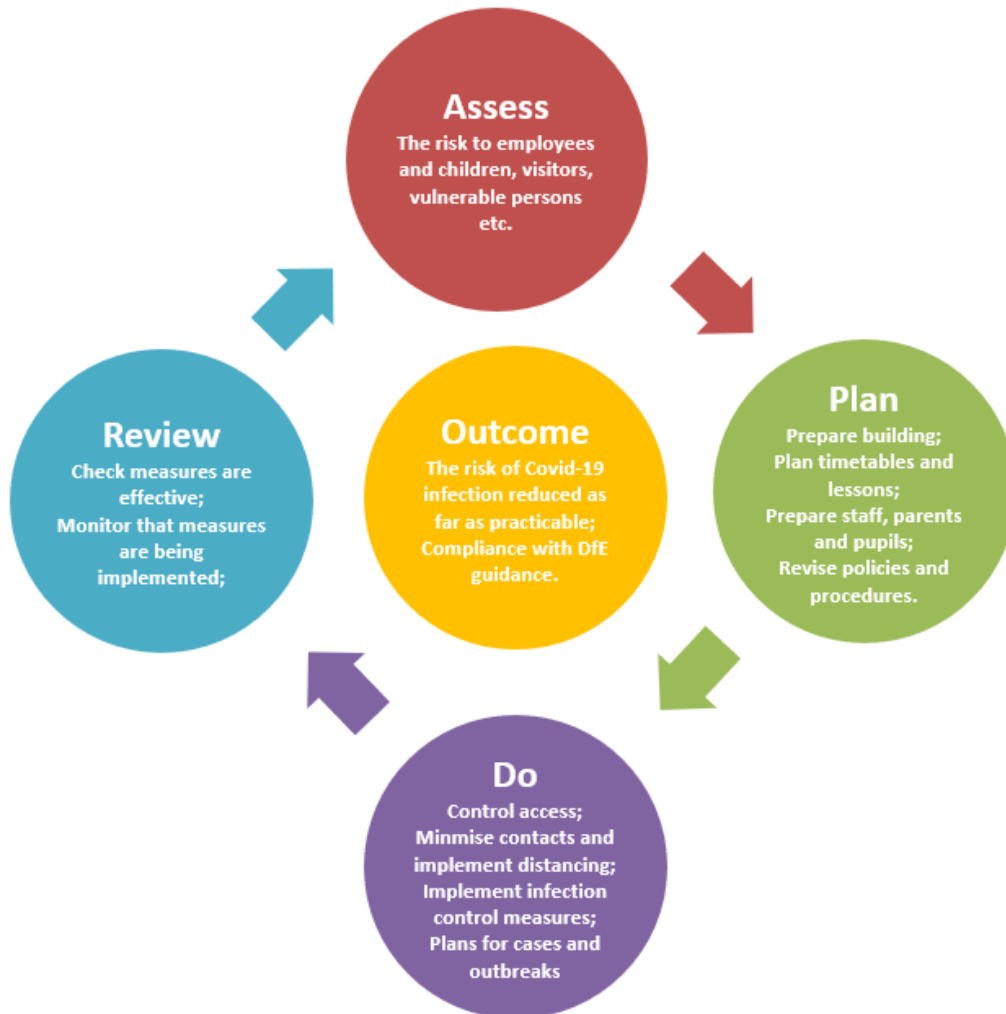 Assess
The risk to employees
and children, visitors,
vulnerable persons
etc.
Plan
Prepare building;
Plan timetables and
lessons;
Prepare staff, parents
and pupils;
Revise policies and
procedures.
Do
Control access;
Minmise contacts and
implement distancing;
Implement infection
control measures;
Plans for cases and
outbreaks
Review
Check measures are
effective;
Monitor that measures
are being
implemented;
Outcome
The risk of Covid-19
infection reduced as
far as practicable;
Compliance with DfE
guidance.